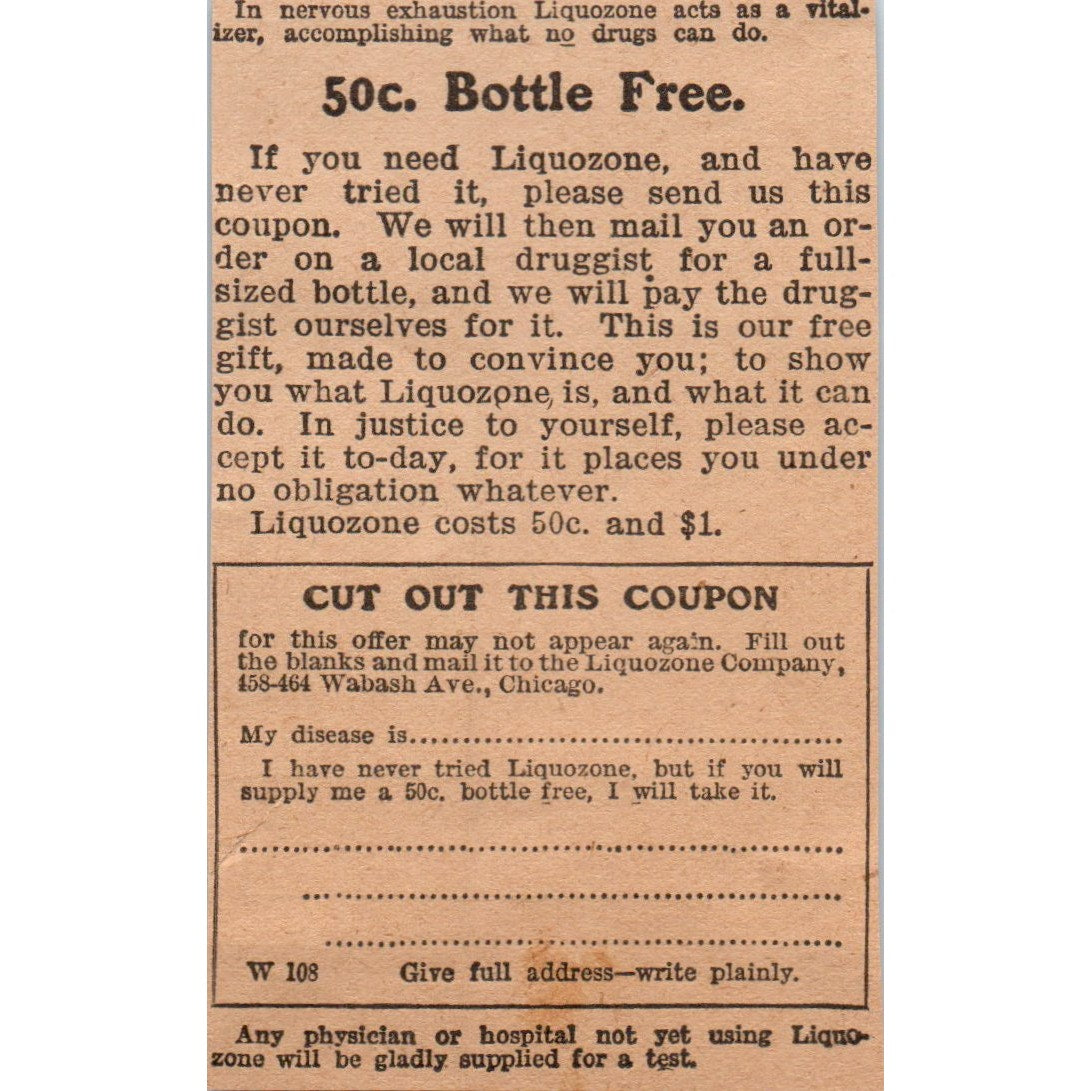 In nervous exhaustion Liquozone acts as a vital-
izer, accomplishing what no drugs can do.
50c. Bottle Free.
If you need Liquozone, and have
never tried it, please send us this
coupon. We will then mail you an or-
der on a local druggist for a full-
sized bottle, and we will pay the drug-
gist ourselves for it. This is our free
gift, made to convince you; to show
you what Liquozone, is, and what it can
do. In justice to yourself, please ac-
cept it to-day, for it places you under
no obligation whatever.
Liquozone costs 50c. and $1.
CUT OUT THIS COUPON
for this offer may not appear again. Fill out
the blanks and mail it to the Liquozone Company,
458-464 Wabash Ave., Chicago.
My disease is........................................
I have never tried Liquozone, but if you will
supply me a 50c. bottle free, I will take it.
W 108 Give full address—write plainly.
Any physician or hospital not yet using Liquo-
zone will be gladly supplied for a test.